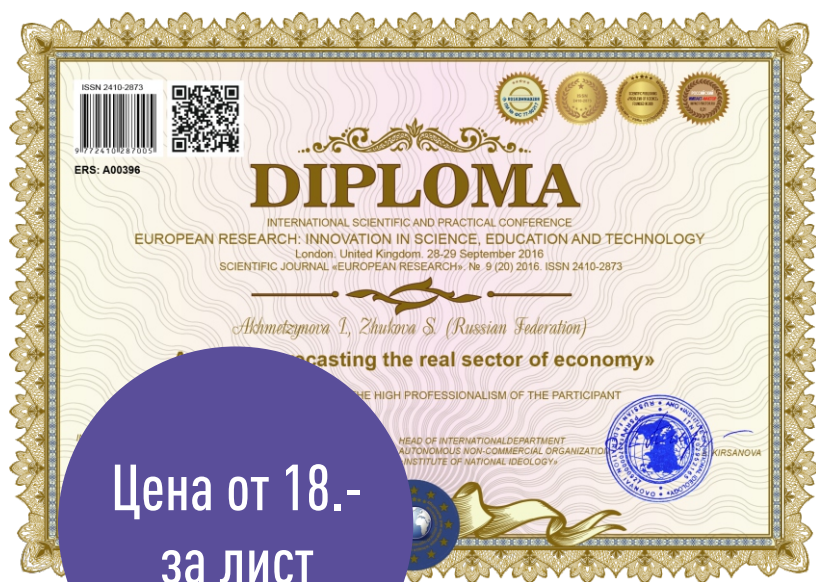 ISSN 2410-2873
9 772410 287005
ERS: A00396
DIPLOMA
INTERNATIONAL SCIENTIFIC AND PRACTICAL CONFERENCE
EUROPEAN RESEARCH: INNOVATION IN SCIENCE, EDUCATION AND TECHNOLOGY
London. United Kingdom. 28-29 September 2016
SCIENTIFIC JOURNAL «EUROPEAN RESEARCH». № 9 (20) 2016. ISSN 2410-2873
Akhmetzynova I., Zhukova S. (Russian Federation)
the real sector of economy»
HIGH PROFESSIONALISM OF THE PARTICIPANT
HEAD OF INTERNATIONALDEPARTMENT
AUTONOMOUS NON-COMMERCIAL ORGANIZATION
INSTITUTE OF NATIONAL IDEOLOGY»
KIRSANOVA
Цена от 18.-
за лист